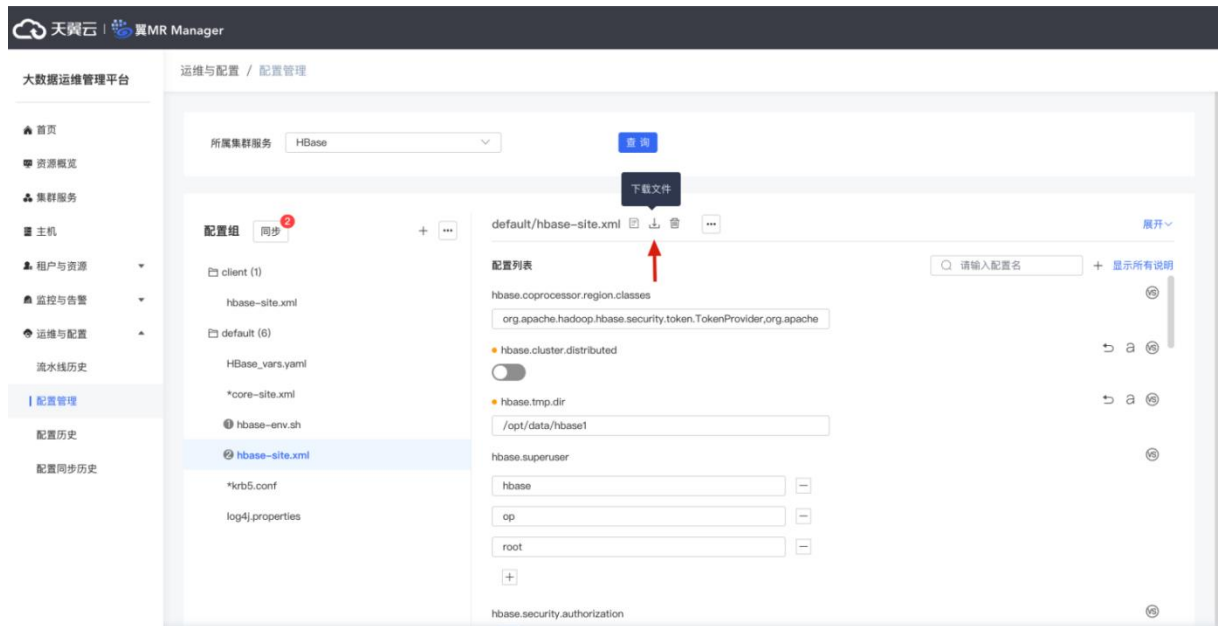 天翼云 翼MR Manager
大数据运维管理平台
首页
资源概览
集群服务
主机
租户与资源
监控与告警
运维与配置
流水线历史
配置管理
配置历史
配置同步历史
运维与配置 / 配置管理
所属集群服务 HBase 查 询
下载文件
配置组 同步 2 + ···
client (1)
hbase-site.xml
default (6)
HBase_vars.yaml
*core-site.xml
1 hbase-env.sh
2 hbase-site.xml
*krb5.conf
log4j.properties
default/hbase-site.xml ··· 展开
配置列表 请输入配置名 + 显示所有说明
hbase.coprocessor.region.classes VS
org.apache.hadoop.hbase.security.token.TokenProvider,org.apache
hbase.cluster.distributed a VS
hbase.tmp.dir a VS
/opt/data/hbase1
hbase.superuser VS
hbase
op
root
+
hbase.security.authorization VS